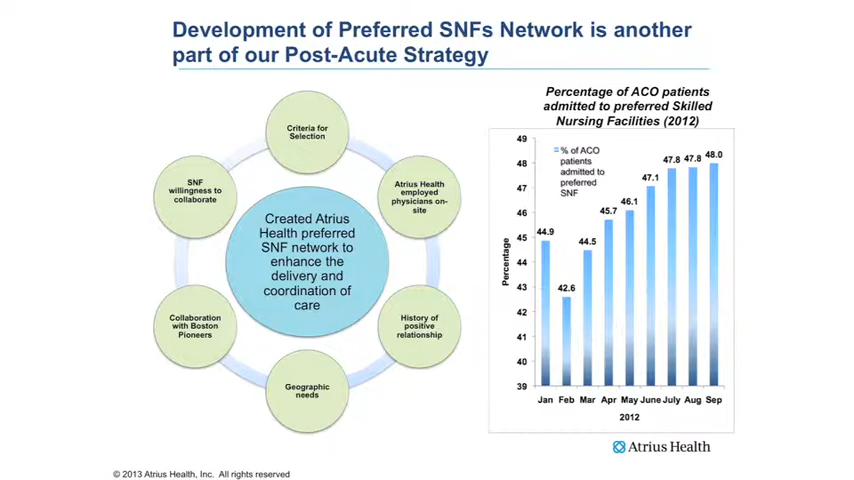 Development of Preferred SNFs Network is another
part of our Post-Acute Strategy
Criteria for
Selection
Atrius Health
employed
physicians on-
site
History of
positive
relationship
Geographic
needs
Collaboration
with Boston
Pioneers
SNF
willingness to
collaborate
Created Atrius
Health preferred
SNF network to
enhance the
delivery and
coordination of
care
Percentage of ACO patients
admitted to preferred Skilled
Nursing Facilities (2012)
% of ACO
patients
admitted to
preferred
SNF
Percentage
49
48
47
46
45
44
43
42
41
40
39
44.9
42.6
44.5
45.7
46.1
47.1
47.8
47.8
48.0
Jan Feb Mar Apr May June July Aug Sep
2012
Atrius Health
© 2013 Atrius Health, Inc. All rights reserved